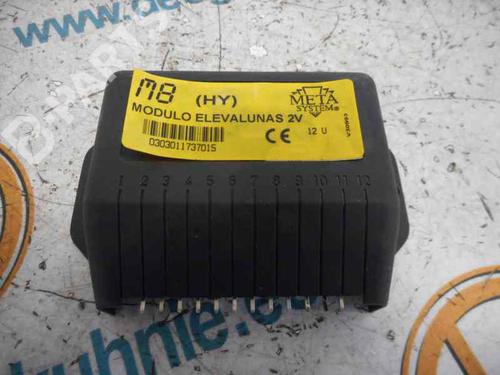 M8 (HY)
META
SYSTEM®
MODULO ELEVALUNAS 2V
CE 12 U
0303011737015
1 2 3 4 5 6 7 8 9 10 11 12